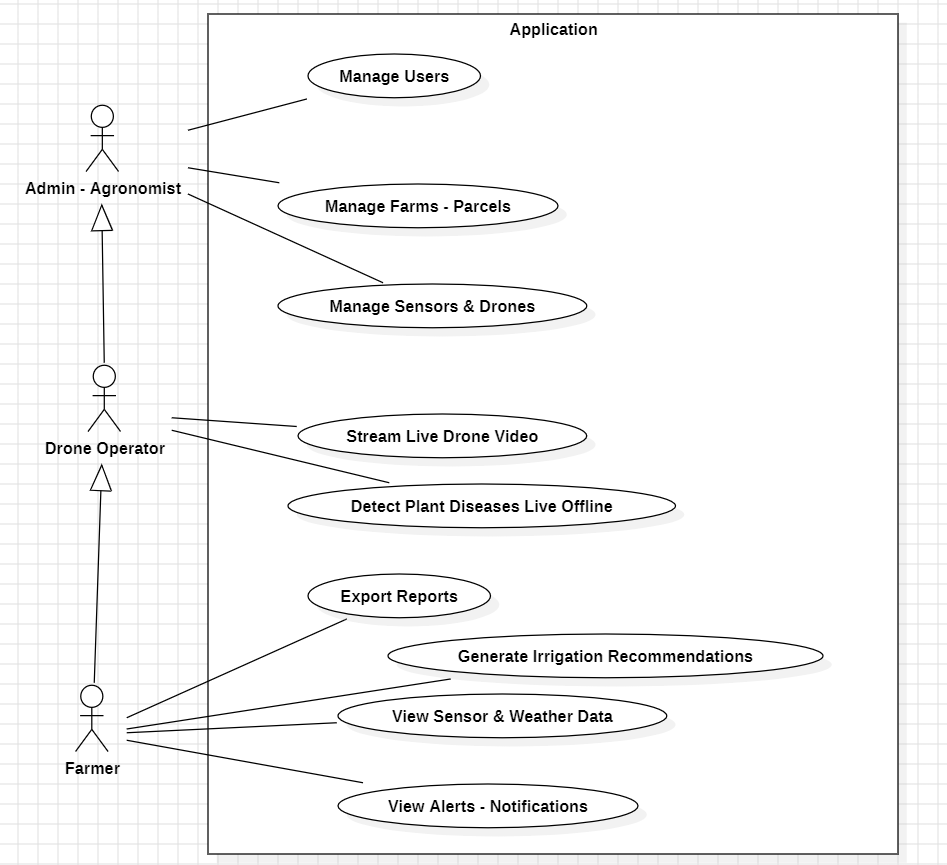 Application
Manage Users
Admin - Agronomist
Manage Farms - Parcels
Manage Sensors & Drones
Drone Operator
Stream Live Drone Video
Detect Plant Diseases Live Offline
Export Reports
Generate Irrigation Recommendations
View Sensor & Weather Data
Farmer
View Alerts - Notifications